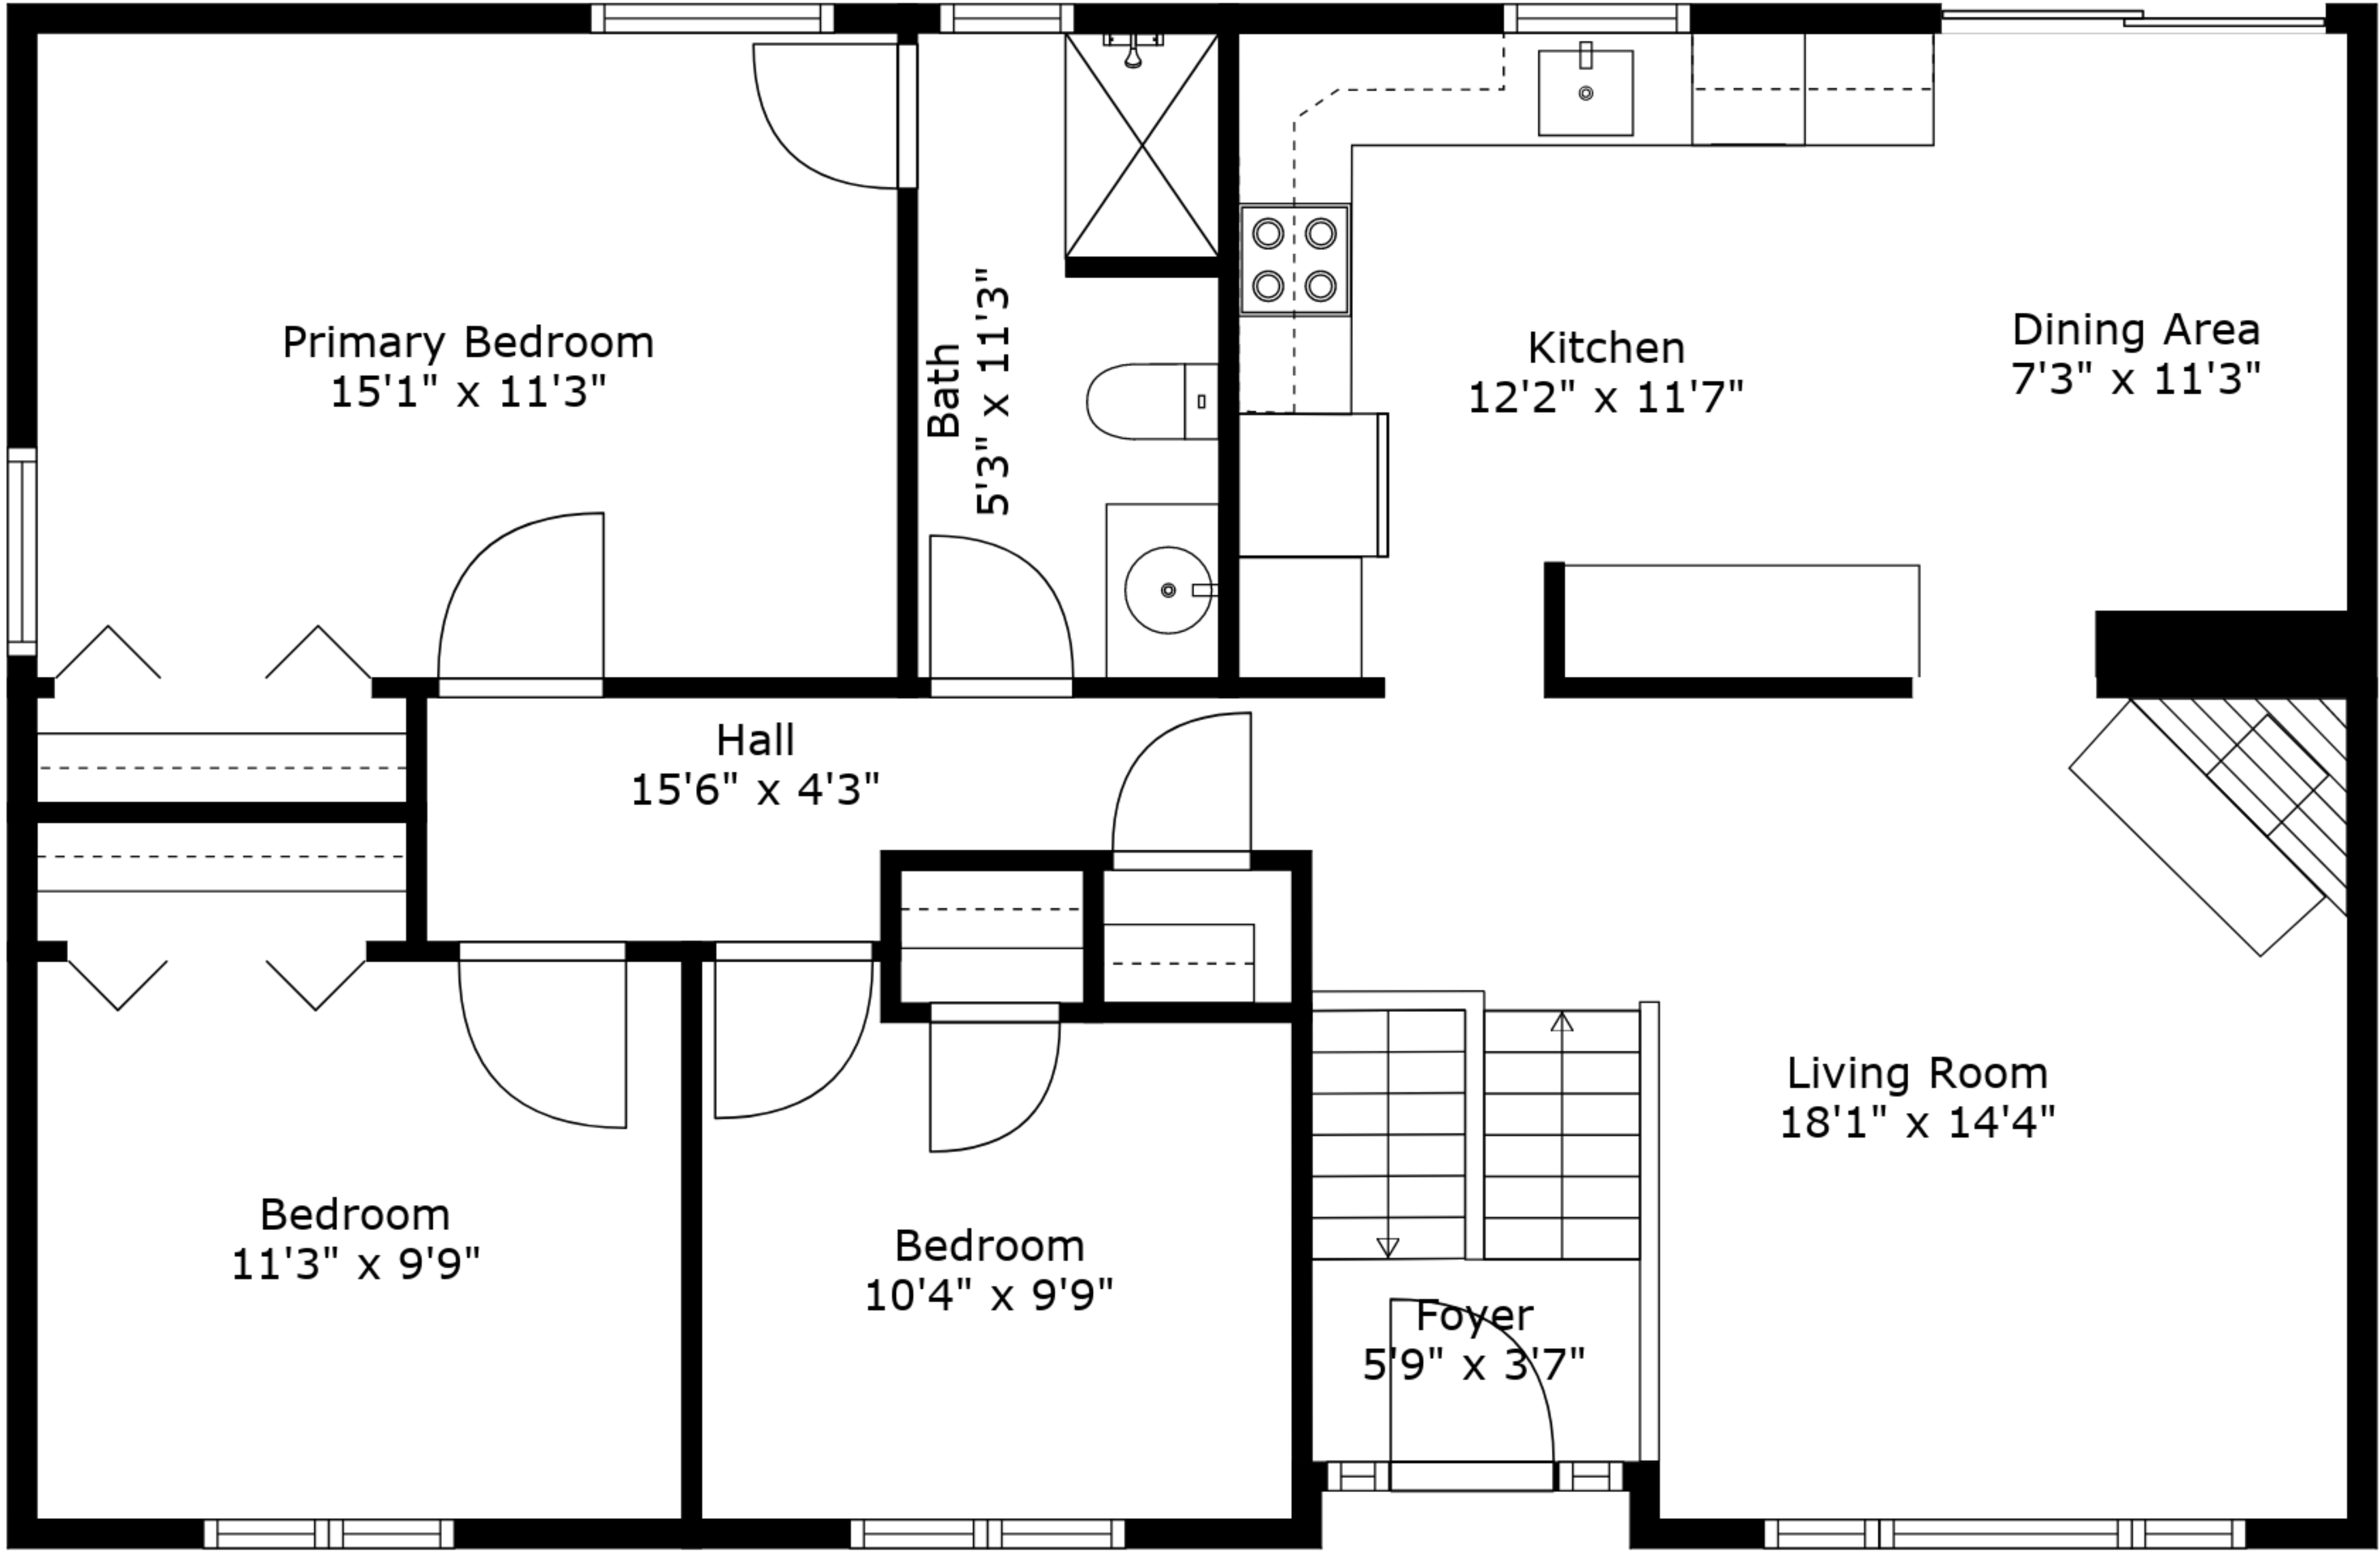 Primary Bedroom
15'1" x 11'3"
Bath
5'3" x 11'3"
Kitchen
12'2" x 11'7"
Dining Area
7'3" x 11'3"
Hall
15'6" x 4'3"
Living Room
18'1" x 14'4"
Bedroom
11'3" x 9'9"
Bedroom
10'4" x 9'9"
Foyer
5'9" x 3'7"